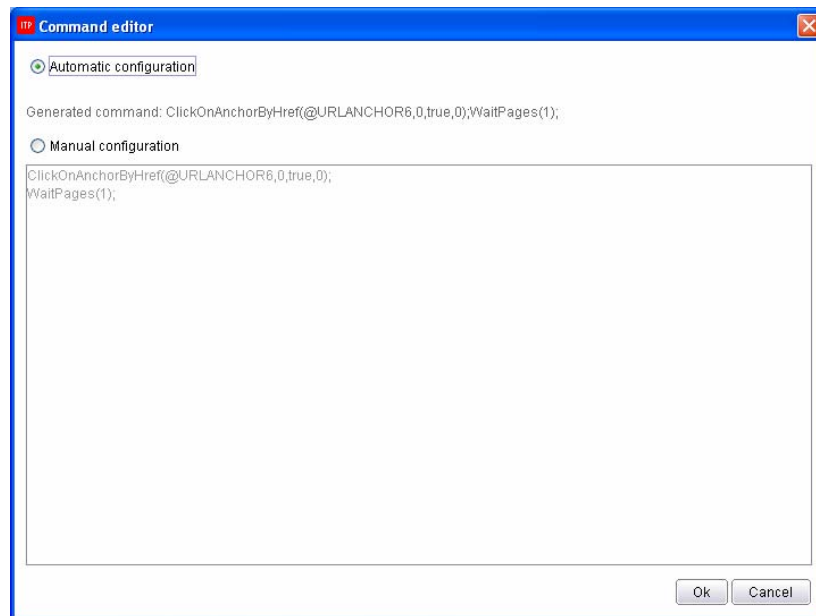 ITP Command editor
Automatic configuration
Generated command: ClickOnAnchorByHref(@URLANCHOR6,0,true,0);WaitPages(1);
Manual configuration
ClickOnAnchorByHref(@URLANCHOR6,0,true,0);
WaitPages(1);
Ok Cancel